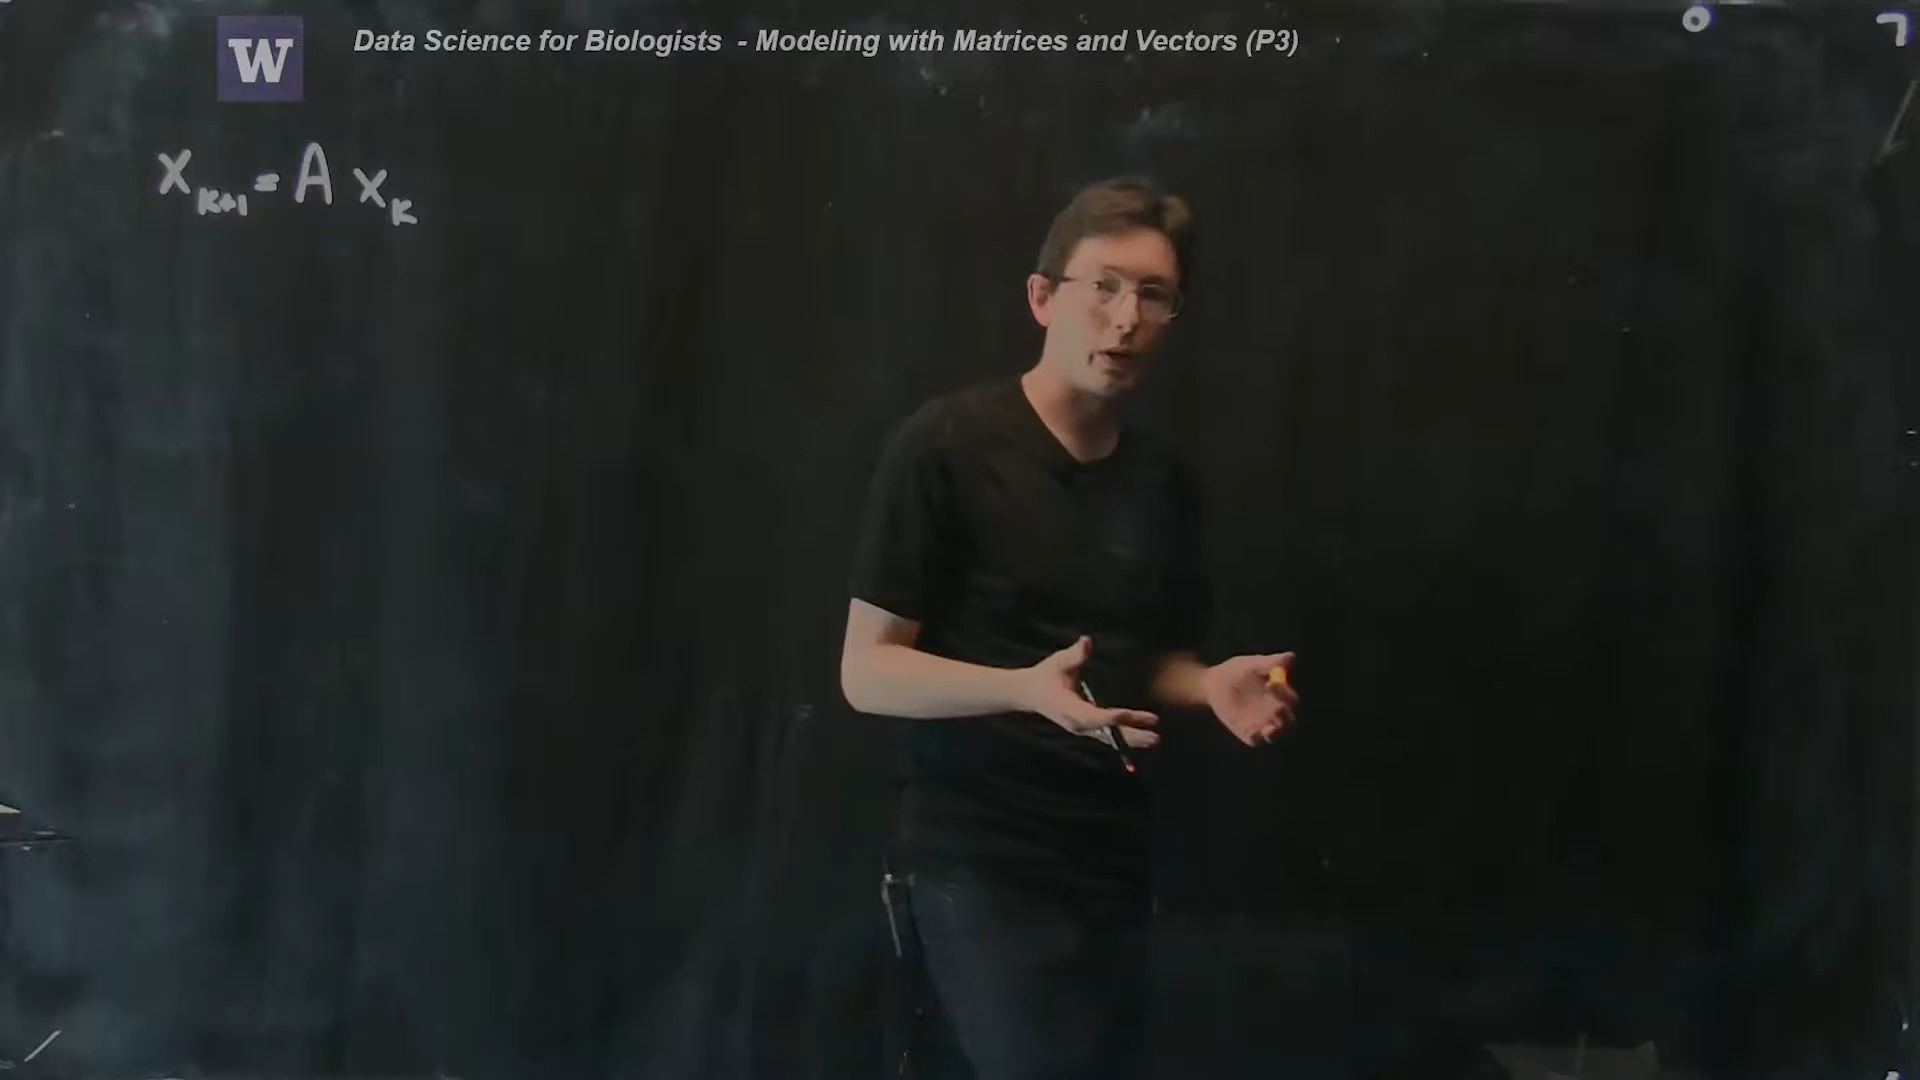 W
Data Science for Biologists - Modeling with Matrices and Vectors (P3)
x_{k+1} = A x_k